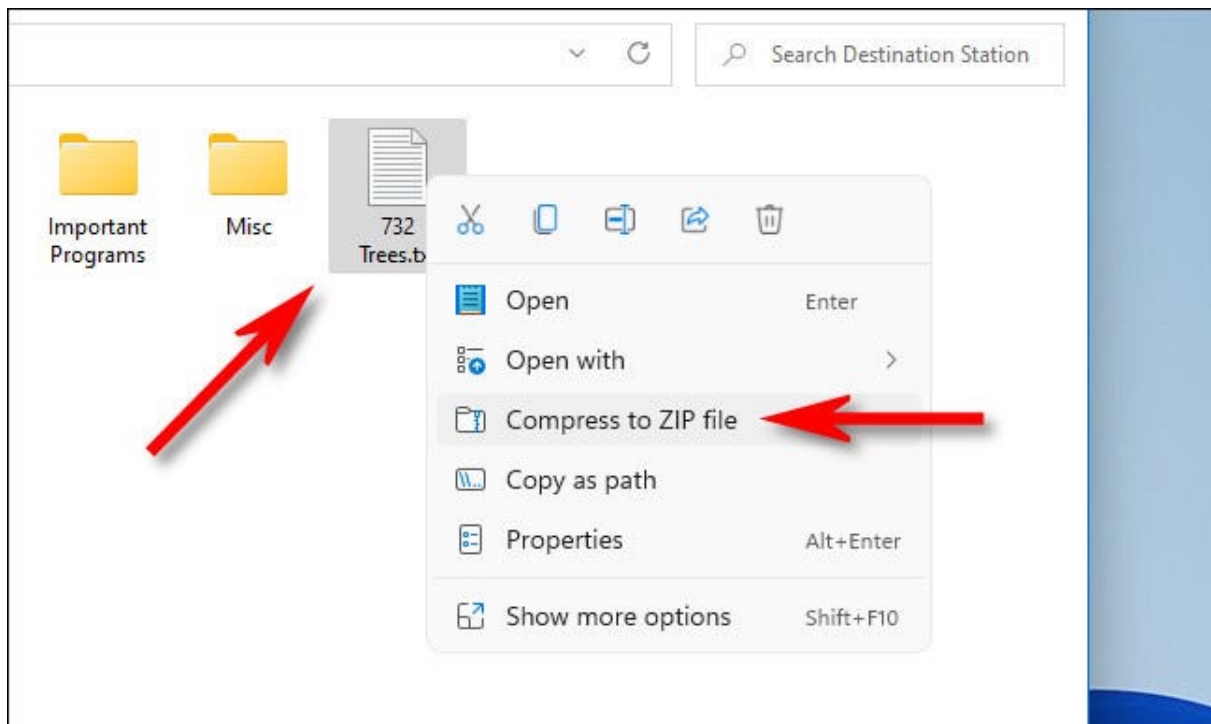 Search Destination Station
Important
Programs
Misc
732
Trees.tx
Open Enter
Open with
Compress to ZIP file
Copy as path
Properties Alt+Enter
Show more options Shift+F10